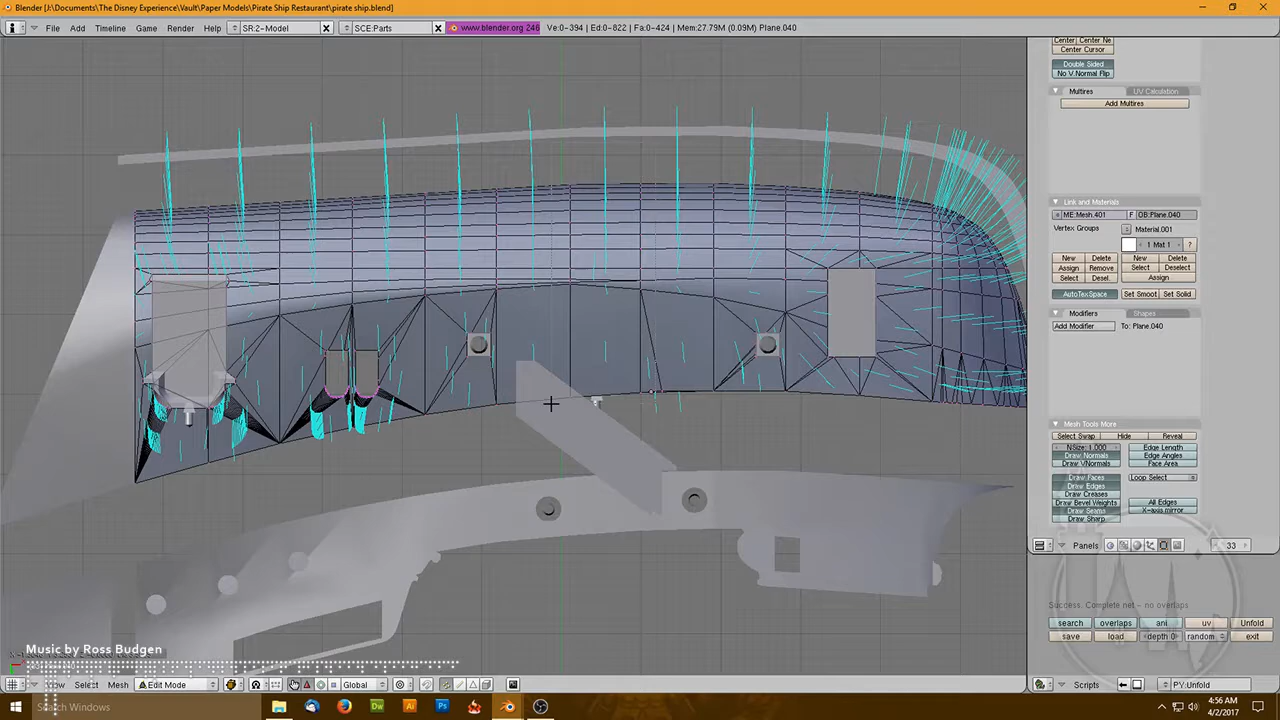 Blender [J:\Documents\The Disney Experience\Vault\Paper Models\Pirate Ship Restaurant\pirate ship.blend]
File Add Timeline Game Render Help SR:2-Model SCE:Parts www.blender.org 246 Ve:0-394 | Ed:0-822 | Fa:0-424 | Mem:27.79M (0.09M) Plane.040
Center Center Ne
Center Cursor
Double Sided
No V.Normal Flip
Multires UV Calculation
Add Multires
Link and Materials
ME:Mesh.401 F OB:Plane.040
Vertex Groups Material.001
1 Mat 1 ?
New Delete New Delete
Assign Remove Select Deselect
Select Desel. Assign
AutoTexSpace Set Smoot Set Solid
Modifiers Shapes
Add Modifier To: Plane.040
Mesh Tools More
Select Swap Hide Reveal
NSize: 1.000 Edge Length
Draw Normals Edge Angles
Draw VNormals Face Area
Draw Faces Loop Select
Draw Edges
Draw Creases
Draw Bevel Weights All Edges
Draw Seams X-axis mirror
Draw Sharp
Panels 33
Success. Complete net - no overlaps
search overlaps ani uv Unfold
save load depth 0 random exit
Music by Ross Budgen
Select Mesh Edit Mode Global
Scripts PV:Unfold
Search Windows
4:56 AM
4/2/2017